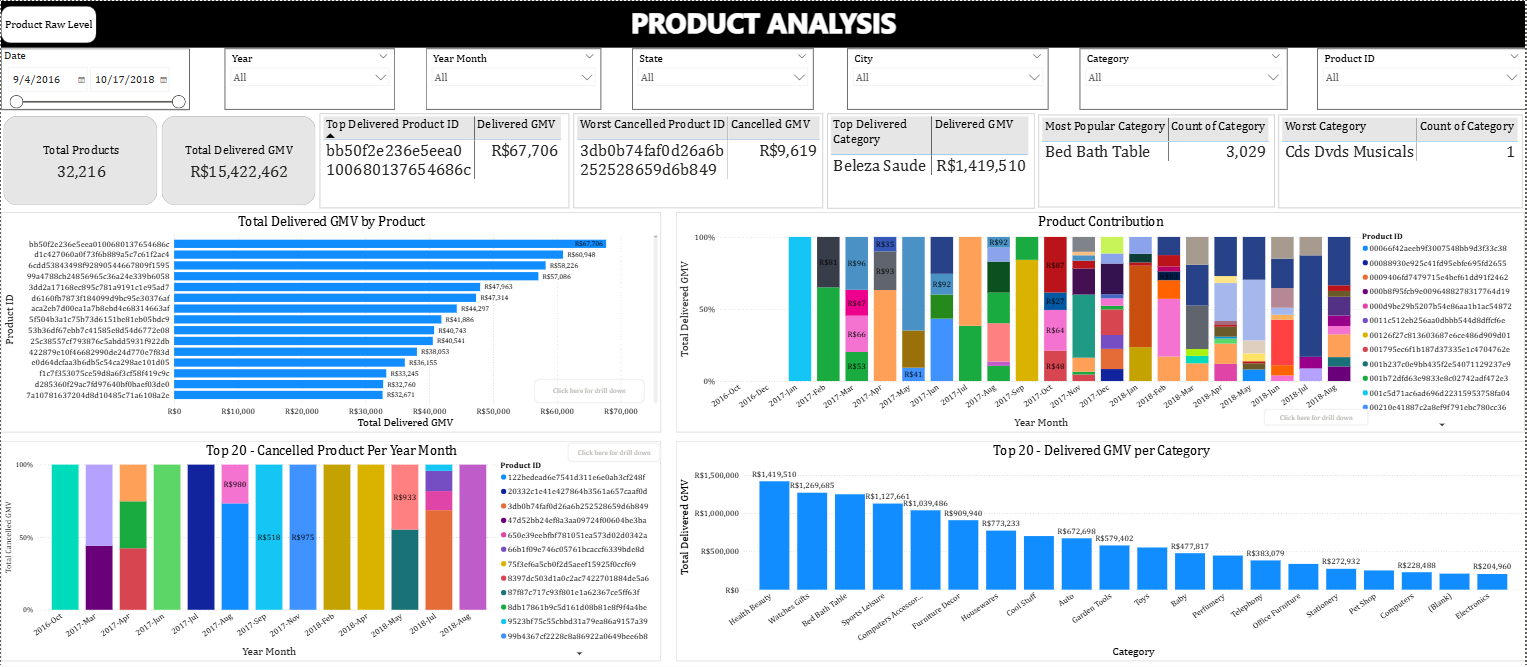 Product Raw Level
PRODUCT ANALYSIS
Date
9/4/2016 10/17/2018
Year
All
Year Month
All
State
All
City
All
Category
All
Product ID
All
Total Products
32,216
Total Delivered GMV
R$15,422,462
Top Delivered Product ID Delivered GMV
bb50f2e236e5eea0 R$67,706
100680137654686c
Worst Cancelled Product ID Cancelled GMV
3db0b74faf0d26a6b R$9,619
252528659d6b849
Top Delivered Delivered GMV
Category
Beleza Saude R$1,419,510
Most Popular Category Count of Category
Bed Bath Table 3,029
Worst Category Count of Category
Cds Dvds Musicals 1
Total Delivered GMV by Product
Product ID
bb50f2e236e5eea0100680137654686c R$67,706
d1c427060a0f73f6b889a5c7c61f2ac4 R$60,948
6cdd53843498f92890544667809f1595 R$58,226
99a4788cb24856965c36a24e339b6058 R$57,086
3dd2a17168ec895c781a9191c1e95ad7 R$47,963
d6160fb7873f184099d9bc95e30376af R$47,314
aca2eb7d00ea1a7b8ebd4e68314663af R$44,297
5f504b3a1c75b73d6151be81eb05bdc9 R$41,886
53b36df67ebb7c41585e8d54d6772e08 R$40,743
25c38557cf793876c5abdd5931f922db R$40,541
422879e10f46682990de24d770e7f83d R$38,053
e0d64dcfaa3b6db5c54ca298ae101d05 R$36,155
f1c7f353075ce59d8a6f3cf58f419c9c R$33,245
d285360f29ac7fd97640bf0baef03de0 R$32,760
7a10781637204d8d10485c71a6108a2e R$32,671
Click here for drill down
R$0 R$10,000 R$20,000 R$30,000 R$40,000 R$50,000 R$60,000 R$70,000
Total Delivered GMV
Product Contribution
Total Delivered GMV
100%
50%
0%
R$81
R$96
R$47
R$66
R$53
R$35
R$93
R$41
R$92
R$92
R$87
R$27
R$64
R$40
2016-Oct 2016-Dec 2017-Jan 2017-Feb 2017-Mar 2017-Apr 2017-May 2017-Jun 2017-Jul 2017-Aug 2017-Sep 2017-Oct 2017-Nov 2017-Dec 2018-Jan 2018-Feb 2018-Mar 2018-Apr 2018-May 2018-Jun 2018-Jul 2018-Aug
Year Month
Click here for drill down
Product ID
00066f42aeeb9f3007548bb9d3f33c38
00088930e925c41fd95ebfe695fd2655
0009406fd7479715e4bef61dd91f2462
000b8f95fcb9e0096488278317764d19
000d9be29b5207b54e86aa1b1ac54872
0011c512eb256aa0dbbb544d8dffcf6e
00126f27c813603687e6ce486d909d01
001795ec6f1b187d37335e1c4704762e
001b237c0e9bb435f2e54071129237e9
001b72dfd63e9833e8c02742adf472e3
001c5d71ac6ad696d22315953758fa04
00210e41887c2a8ef9f791ebc780cc36
Top 20 - Cancelled Product Per Year Month
Click here for drill down
Total Cancelled GMV
100%
50%
0%
R$980
R$518
R$975
R$933
2016-Oct 2017-Mar 2017-Apr 2017-Jun 2017-Jul 2017-Aug 2017-Sep 2017-Nov 2018-Feb 2018-Apr 2018-May 2018-Jul 2018-Aug
Year Month
Product ID
122bedead6e7541d311e6e0ab3cf248f
20332c1e41e427864b3561a657caaf0d
3db0b74faf0d26a6b252528659d6b849
47d52bb24ef8a3aa09724f00604be3ba
650e39eebfbf781051ea573d02d0342a
66b1f09e746c05761bcaccf6339bde8d
75f3ef6a5cb0f2d5aeef15925f0ccf69
8397dc503d1a0c2ac7422701884de5a6
87f87c717c93f801e1a62367ce5ff63f
8db17861b9c5d161d08b81e8f9f4a4be
9523bf75c55cbbd31a79ea86a9157a39
99b4367cf2228c8a86922a0649bee6b8
Top 20 - Delivered GMV per Category
Total Delivered GMV
R$1,500,000
R$1,000,000
R$500,000
R$0
R$1,419,510 R$1,269,685 R$1,127,661 R$1,039,486 R$909,940 R$773,233 R$672,698 R$579,402 R$477,817 R$383,079 R$272,932 R$228,488 R$204,960
Health Beauty Watches Gifts Bed Bath Table Sports Leisure Computers Accessor... Furniture Decor Housewares Cool Stuff Auto Garden Tools Toys Baby Perfumery Telephony Office Furniture Stationery Pet Shop Computers (Blank) Electronics
Category